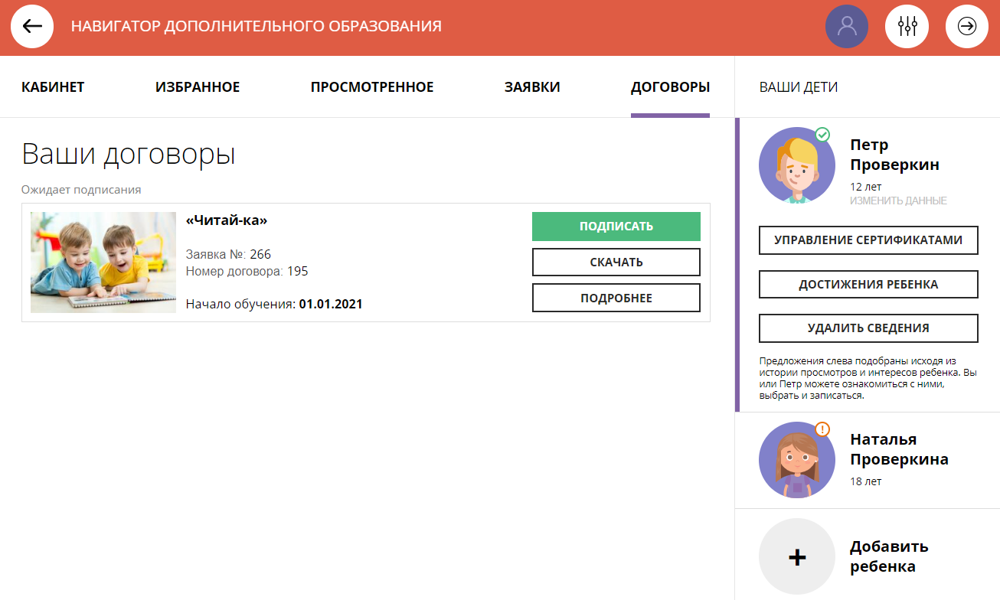 НАВИГАТОР ДОПОЛНИТЕЛЬНОГО ОБРАЗОВАНИЯ
КАБИНЕТ
ИЗБРАННОЕ
ПРОСМОТРЕННОЕ
ЗАЯВКИ
ДОГОВОРЫ
ВАШИ ДЕТИ
Ваши договоры
Ожидает подписания
«Читай-ка»
Заявка №: 266
Номер договора: 195
Начало обучения: 01.01.2021
ПОДПИСАТЬ
СКАЧАТЬ
ПОДРОБНЕЕ
Петр
Проверкин
12 лет
ИЗМЕНИТЬ ДАННЫЕ
УПРАВЛЕНИЕ СЕРТИФИКАТАМИ
ДОСТИЖЕНИЯ РЕБЕНКА
УДАЛИТЬ СВЕДЕНИЯ
Предложения слева подобраны исходя из
истории просмотров и интересов ребенка. Вы
или Петр можете ознакомиться с ними,
выбрать и записаться.
Наталья
Проверкина
18 лет
+
Добавить
ребенка